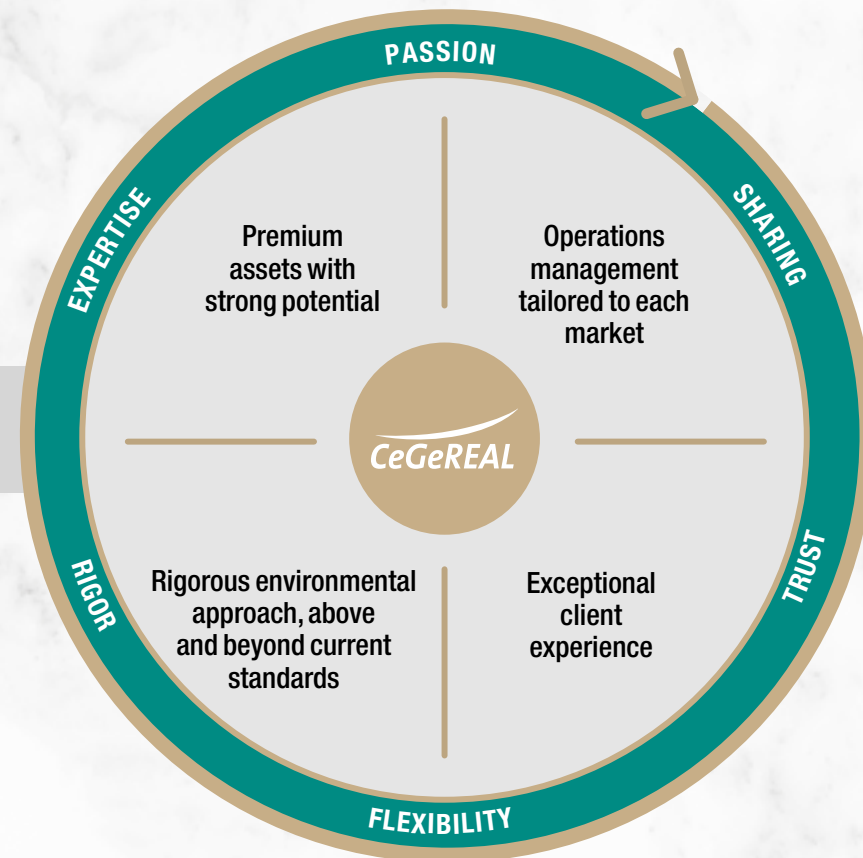 PASSION
SHARING
TRUST
FLEXIBILITY
RIGOR
EXPERTISE
Premium
assets with
strong potential
Operations
management
tailored to each
market
CeGeREAL
Rigorous environmental
approach, above
and beyond current
standards
Exceptional
client
experience